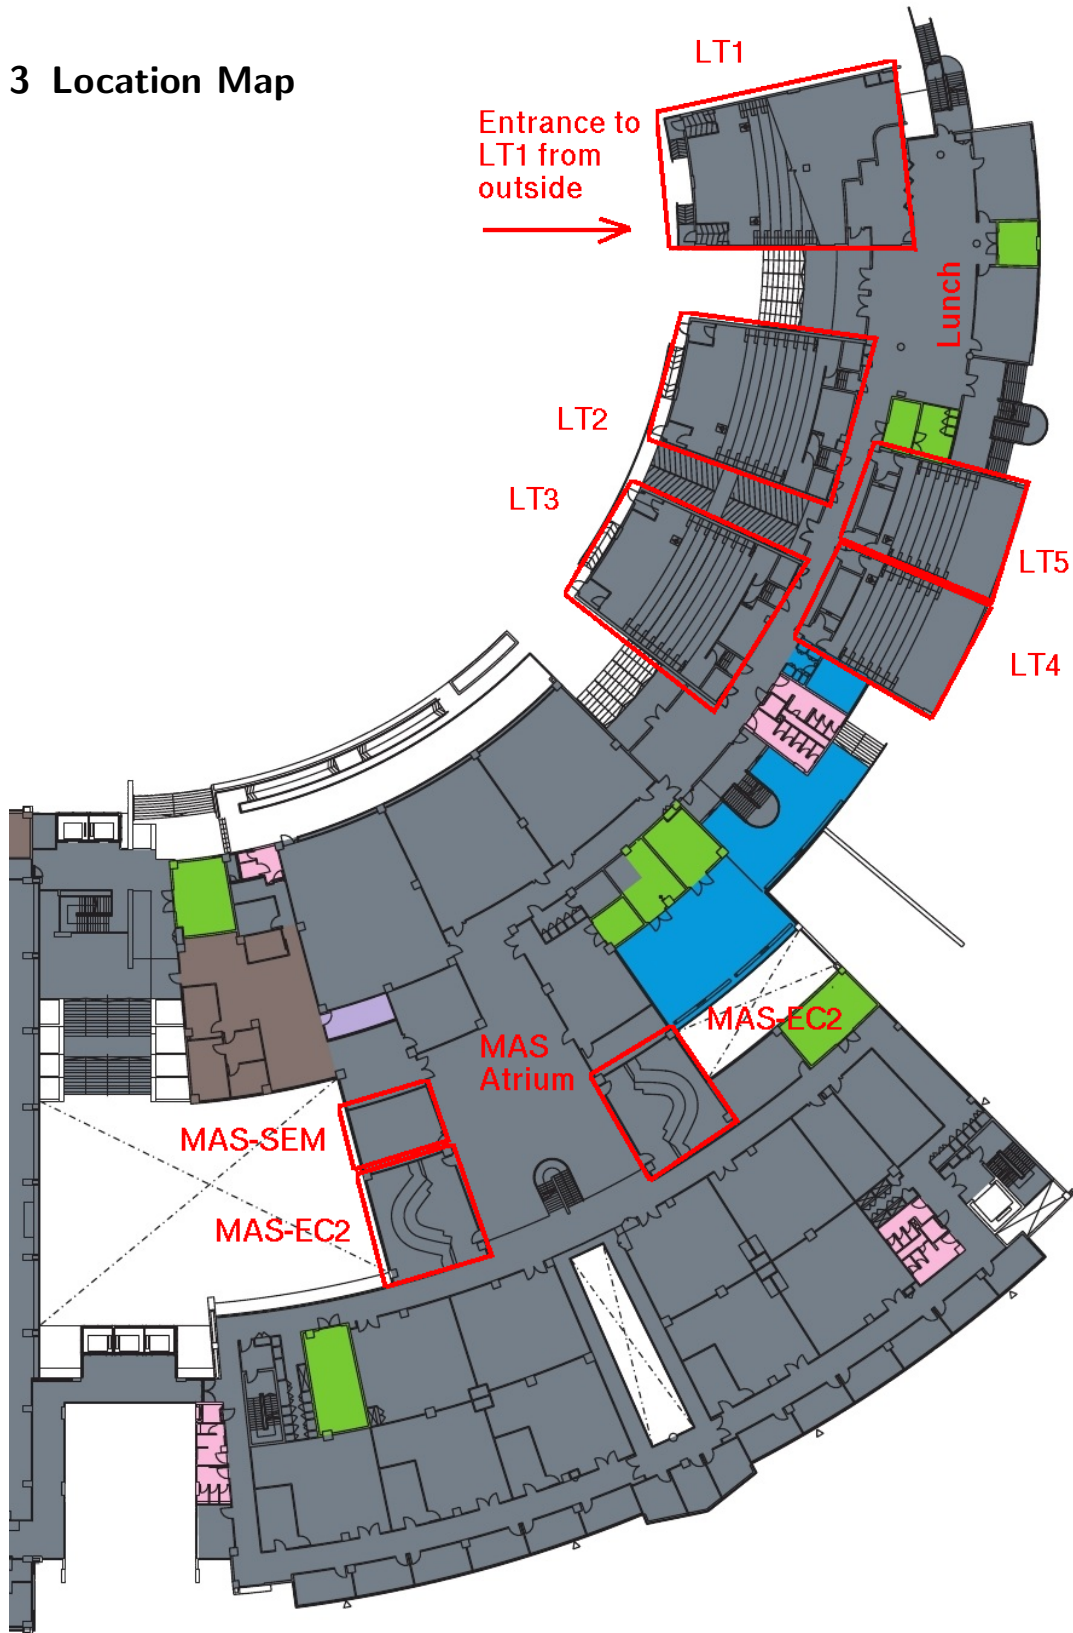 3 Location Map
LT1
Entrance to
LT1 from
outside
Lunch
LT2
LT3
LT5
LT4
MAS-EC2
MAS
Atrium
MAS-SEM
MAS-EC2